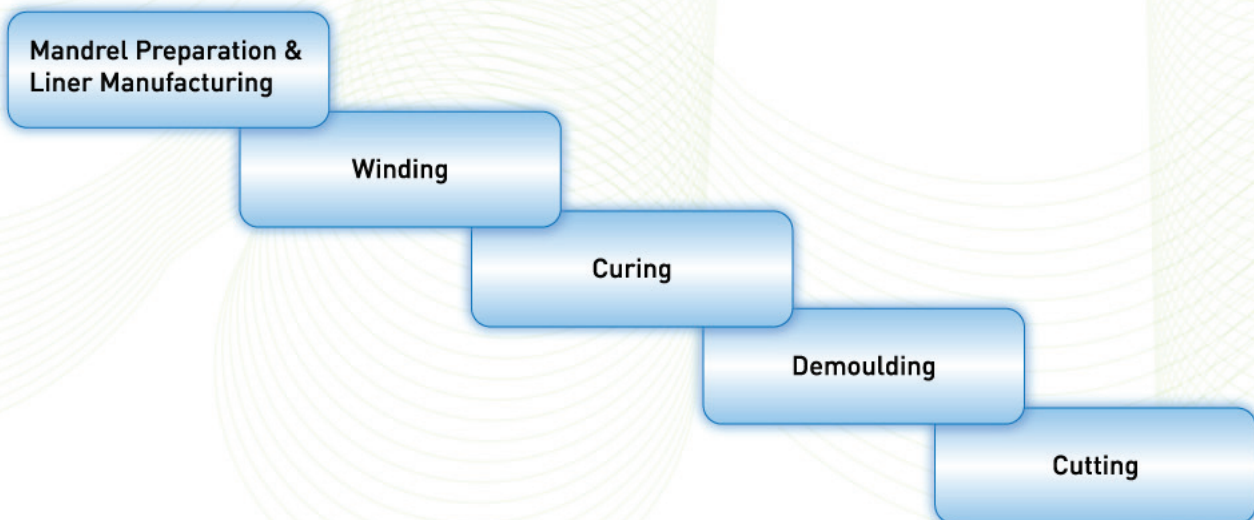 Mandrel Preparation &
Liner Manufacturing
Winding
Curing
Demoulding
Cutting